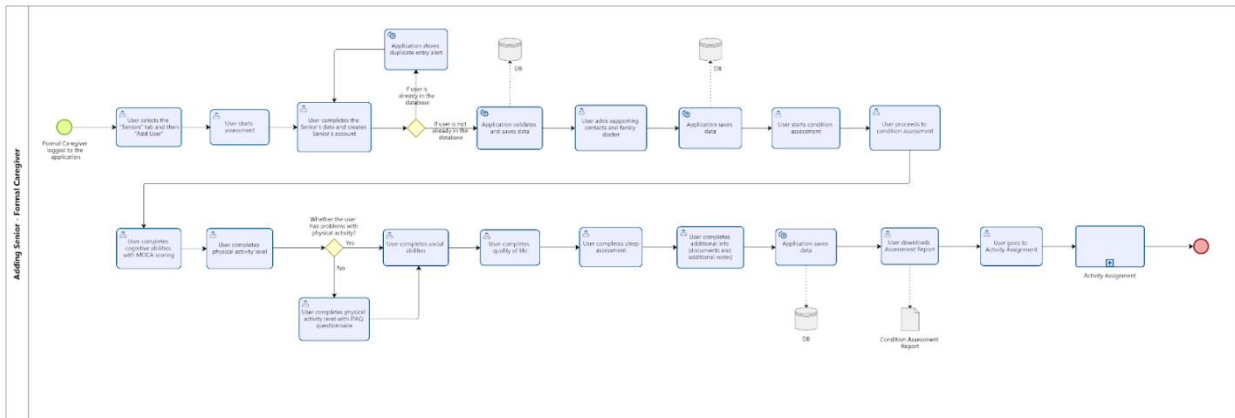 Adding Senior - Formal Caregiver
Formal Caregiver
logged to the
application
User selects the
"Seniors" tab and then
"Add User"
User starts
assessment
User completes the
Senior's data and creates
Senior's account
Application shows
duplicate entry alert
If user is
already in the
database
If user is not
already in the
database
Application validates
and saves data
DB
User adds supporting
contacts and family
doctor
Application saves
data
DB
User starts condition
assessment
User proceeds to
condition assessment
User completes
cognitive abilities
with MOCA scoring
User completes
physical activity level
Whether the user
has problems with
physical activity?
Yes
No
User completes physical
activity level with IPAQ
questionnaire
User completes social
abilities
User completes
quality of life
User completes sleep
assessment
User completes
additional info
(documents and
additional notes)
Application saves
data
DB
User downloads
Assessment Report
Condition Assessment
Report
User goes to
Activity Assignment
Activity Assignment